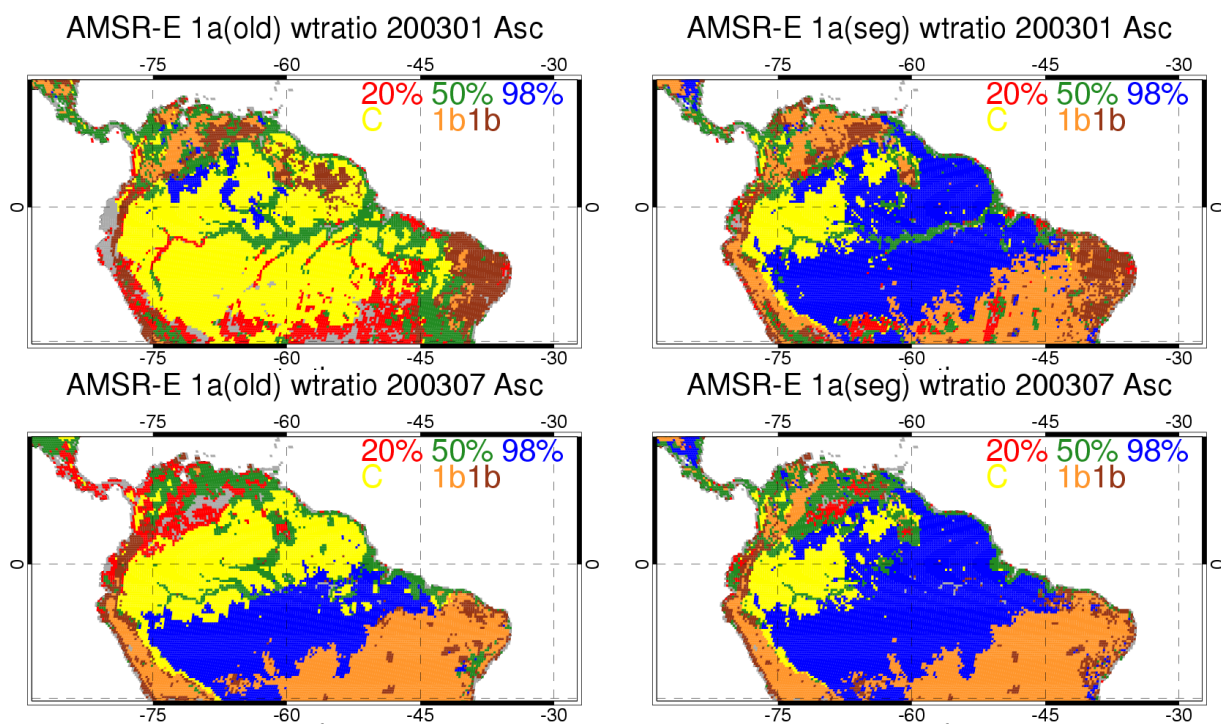 AMSR-E 1a(old) wtratio 200301 Asc
-75 -60 -45 -30
20% 50% 98%
C 1b1b
0 0
-75 -60 -45 -30
AMSR-E 1a(seg) wtratio 200301 Asc
-75 -60 -45 -30
20% 50% 98%
C 1b1b
0 0
-75 -60 -45 -30
AMSR-E 1a(old) wtratio 200307 Asc
-75 -60 -45 -30
20% 50% 98%
C 1b1b
0 0
-75 -60 -45 -30
AMSR-E 1a(seg) wtratio 200307 Asc
-75 -60 -45 -30
20% 50% 98%
C 1b1b
0 0
-75 -60 -45 -30